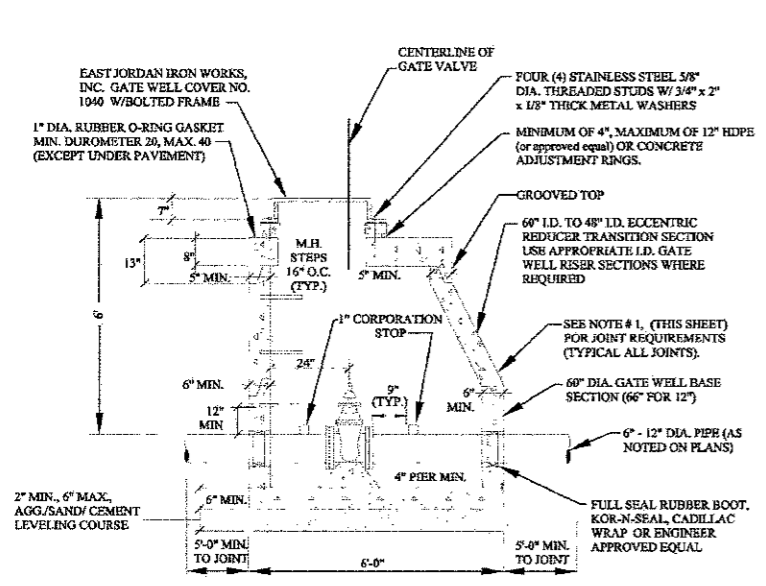 CENTERLINE OF
GATE VALVE
EAST JORDAN IRON WORKS,
INC. GATE WELL COVER NO.
1040 W/BOLTED FRAME
FOUR (4) STAINLESS STEEL 5/8"
DIA. THREADED STUDS W/ 3/4" x 2"
x 1/8" THICK METAL WASHERS
1" DIA. RUBBER O-RING GASKET
MIN. DUROMETER 20, MAX. 40
(EXCEPT UNDER PAVEMENT)
MINIMUM OF 4", MAXIMUM OF 12" HDPE
(or approved equal) OR CONCRETE
ADJUSTMENT RINGS.
GROOVED TOP
7"
60" I.D. TO 48" I.D. ECCENTRIC
REDUCER TRANSITION SECTION
USE APPROPRIATE I.D. GATE
WELL RISER SECTIONS WHERE
REQUIRED
13"
8"
5" MIN.
M.H.
STEPS
16" O.C.
(TYP.)
5" MIN.
6'
1" CORPORATION
STOP
SEE NOTE # 1, (THIS SHEET)
FOR JOINT REQUIREMENTS
(TYPICAL ALL JOINTS).
24"
6" MIN.
9"
(TYP.)
6"
MIN.
60" DIA. GATE WELL BASE
SECTION (66" FOR 12")
12"
MIN
6" - 12" DIA. PIPE (AS
NOTED ON PLANS)
4" PIER MIN.
2" MIN., 6" MAX.,
AGG./SAND/ CEMENT
LEVELING COURSE
6" MIN.
FULL SEAL RUBBER BOOT,
KOR-N-SEAL, CADILLAC
WRAP OR ENGINEER
APPROVED EQUAL
5'-0" MIN.
TO JOINT
6'-0"
5'-0" MIN.
TO JOINT